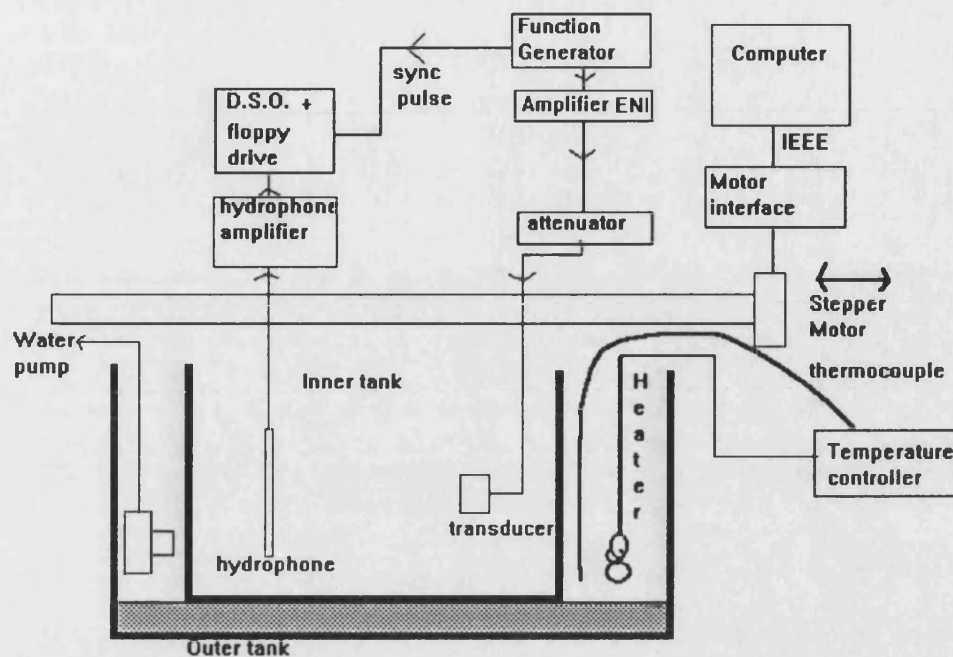 Function
Generator
Computer
sync
pulse
D.S.O. +
floppy
drive
Amplifier ENI
IEEE
Motor
interface
hydrophone
amplifier
attenuator
Stepper
Motor
Water
pump
Inner tank
thermocouple
Heater
Temperature
controller
transducer
hydrophone
Outer tank